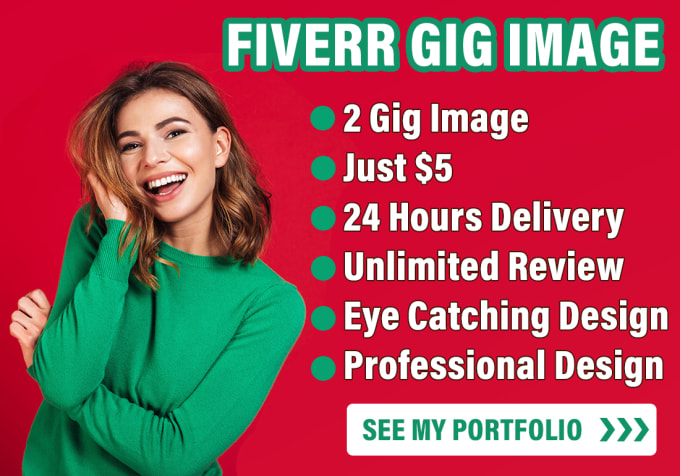 FIVERR GIG IMAGE
2 Gig Image
Just $5
24 Hours Delivery
Unlimited Review
Eye Catching Design
Professional Design
SEE MY PORTFOLIO